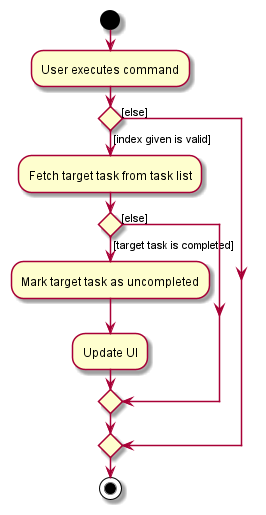 User executes command
[else]
[index given is valid]
Fetch target task from task list
[else]
[target task is completed]
Mark target task as uncompleted
Update UI